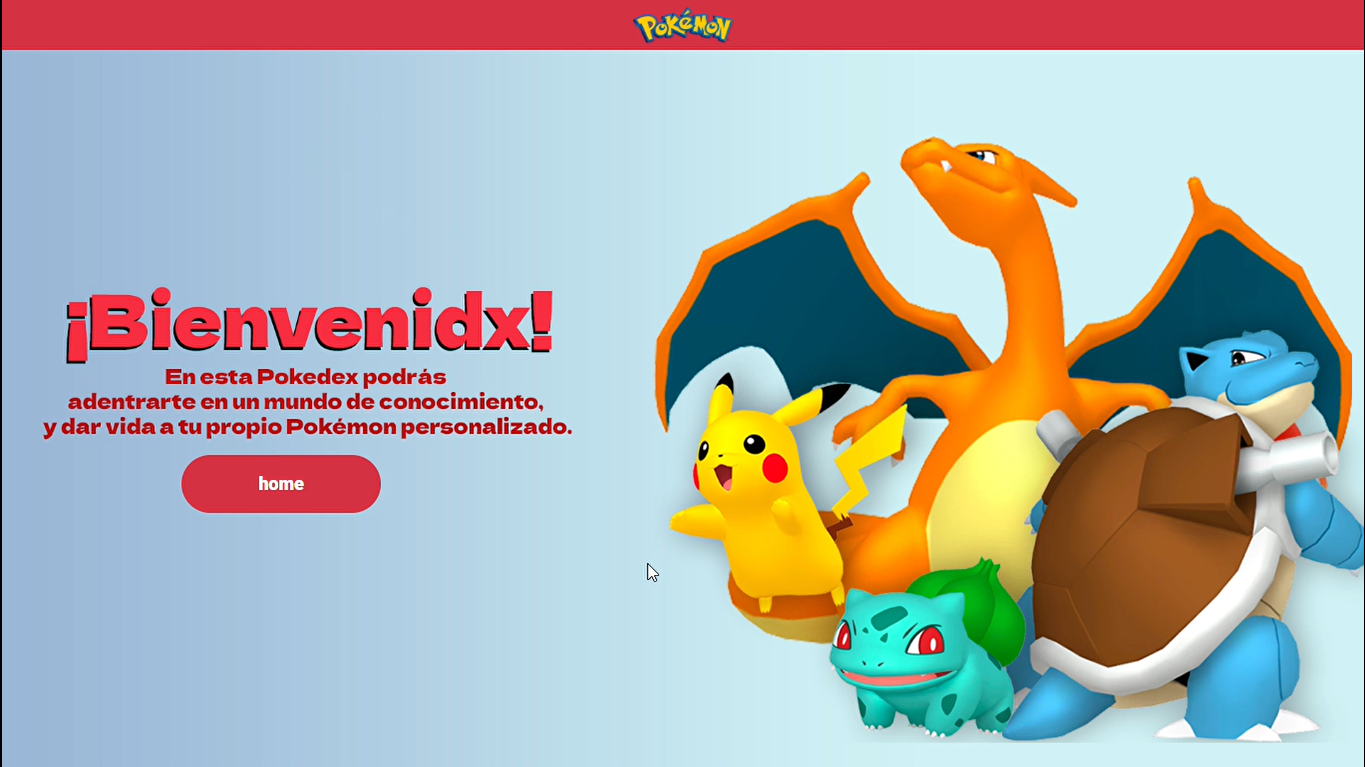 POKéMON
¡Bienvenidx!
En esta Pokedex podrás
adentrarte en un mundo de conocimiento,
y dar vida a tu propio Pokémon personalizado.
home